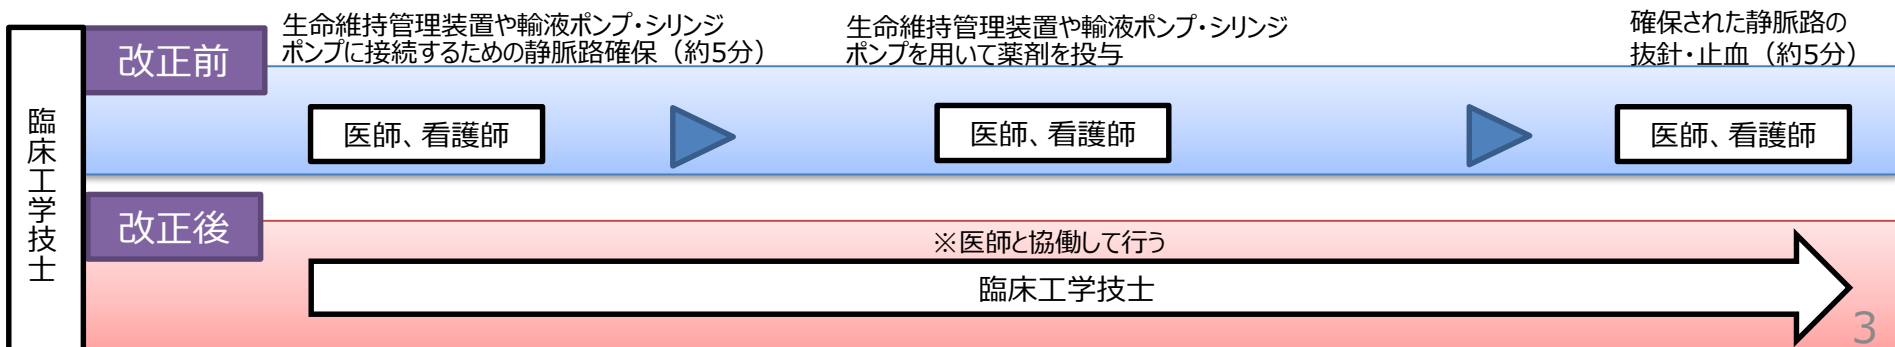 臨床工学技士
改正前
生命維持管理装置や輸液ポンプ・シリンジ
ポンプに接続するための静脈路確保（約5分）
生命維持管理装置や輸液ポンプ・シリンジ
ポンプを用いて薬剤を投与
確保された静脈路の
抜針・止血（約5分）
医師、看護師
医師、看護師
医師、看護師
改正後
※医師と協働して行う
臨床工学技士
3